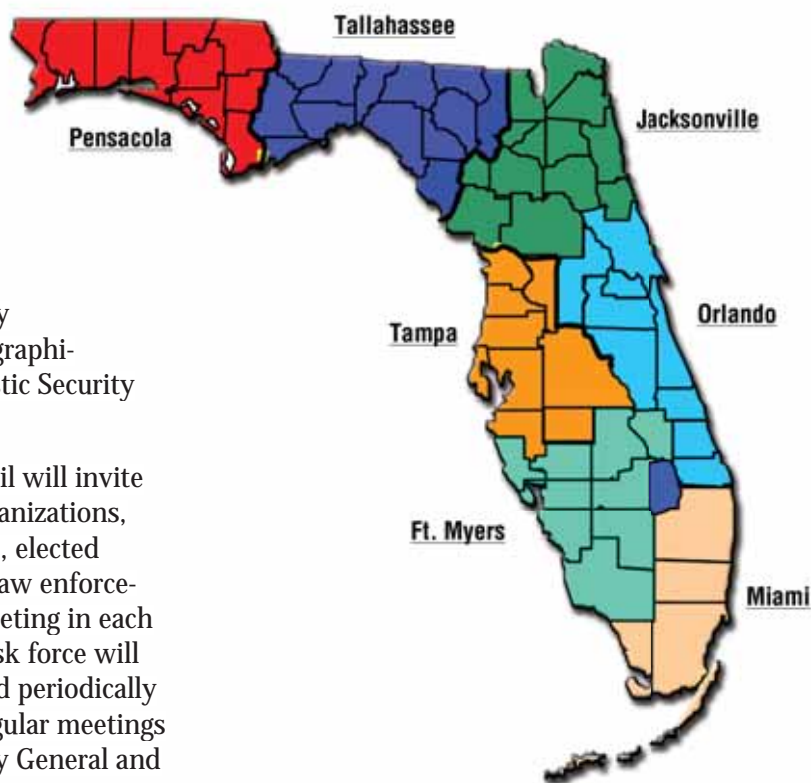 Tallahassee
Jacksonville
Pensacola
Orlando
Tampa
Ft. Myers
Miami
y
graphi-
stic Security
il will invite
anizations,
, elected
aw enforce-
eting in each
sk force will
d periodically
gular meetings
y General and